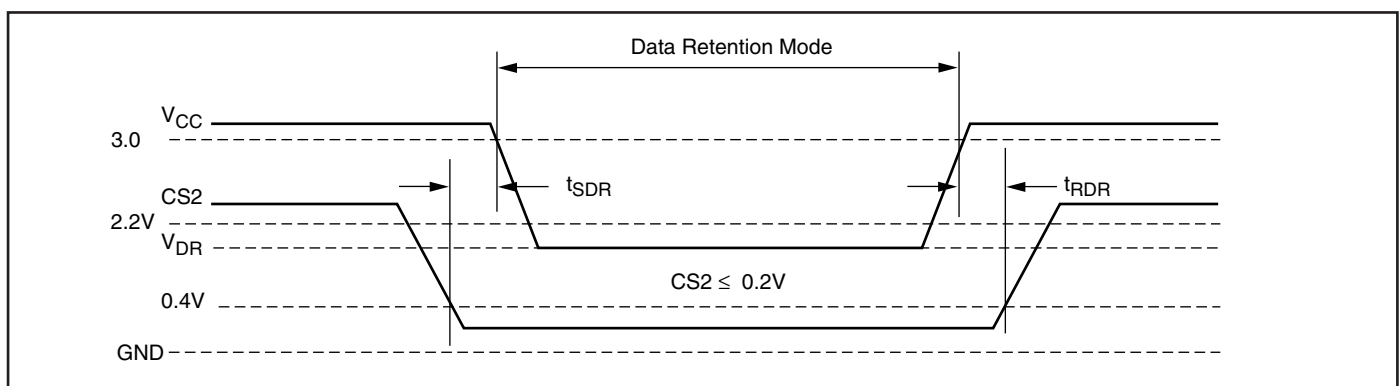 Data Retention Mode
VCC
3.0
tSDR
tRDR
CS2
2.2V
VDR
CS2 ≤ 0.2V
0.4V
GND